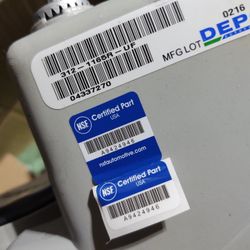 0216
DEP
MFG LOT
312-1165R-UF
04337270
NSF
Certified Part
USA
A9424946
nsfautomotive.com
NSF
Certified Part
USA
A9424946